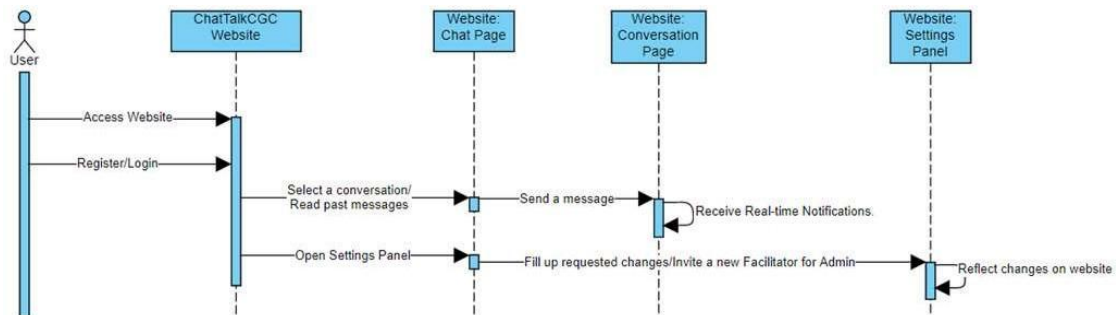 ChatTalkCGC
Website
Website:
Chat Page
Website:
Conversation
Page
Website:
Settings
Panel
User
Access Website
Register/Login
Select a conversation/
Read past messages
Send a message
Receive Real-time Notifications.
Open Settings Panel
Fill up requested changes/Invite a new Facilitator for Admin
Reflect changes on website